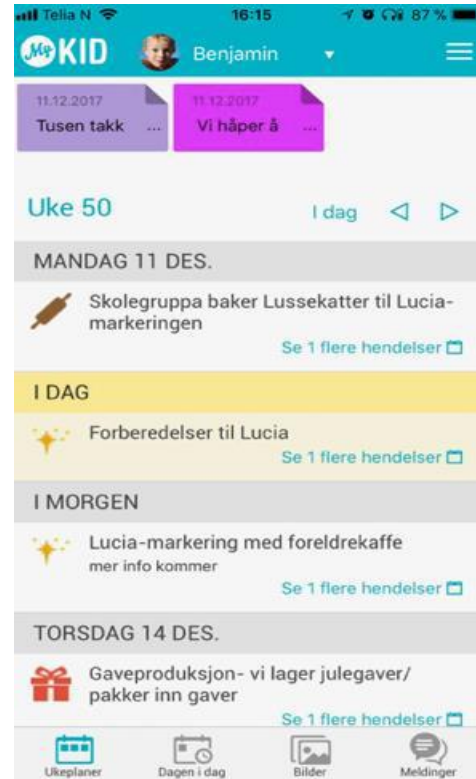 Telia N 16:15 87 %
My KID Benjamin
11.12.2017 11.12.2017
Tusen takk ... Vi håper å ...
Uke 50 I dag
MANDAG 11 DES.
Skolegruppa baker Lussekatter til Lucia-
markeringen
Se 1 flere hendelser
I DAG
Forberedelser til Lucia
Se 1 flere hendelser
I MORGEN
Lucia-markering med foreldrekaffe
mer info kommer
Se 1 flere hendelser
TORSDAG 14 DES.
Gaveproduksjon- vi lager julegaver/
pakker inn gaver
Se 1 flere hendelser
Ukeplaner Dagen i dag Bilder Meldinger